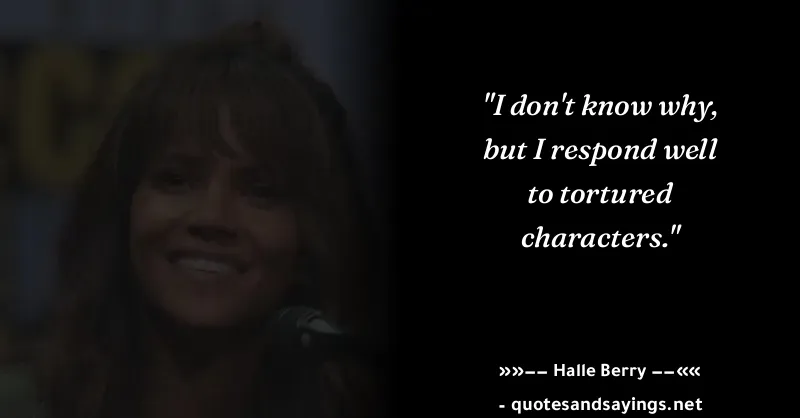 "I don't know why,
but I respond well
to tortured
characters."
»»–– Halle Berry ––««
- quotesandsayings.net